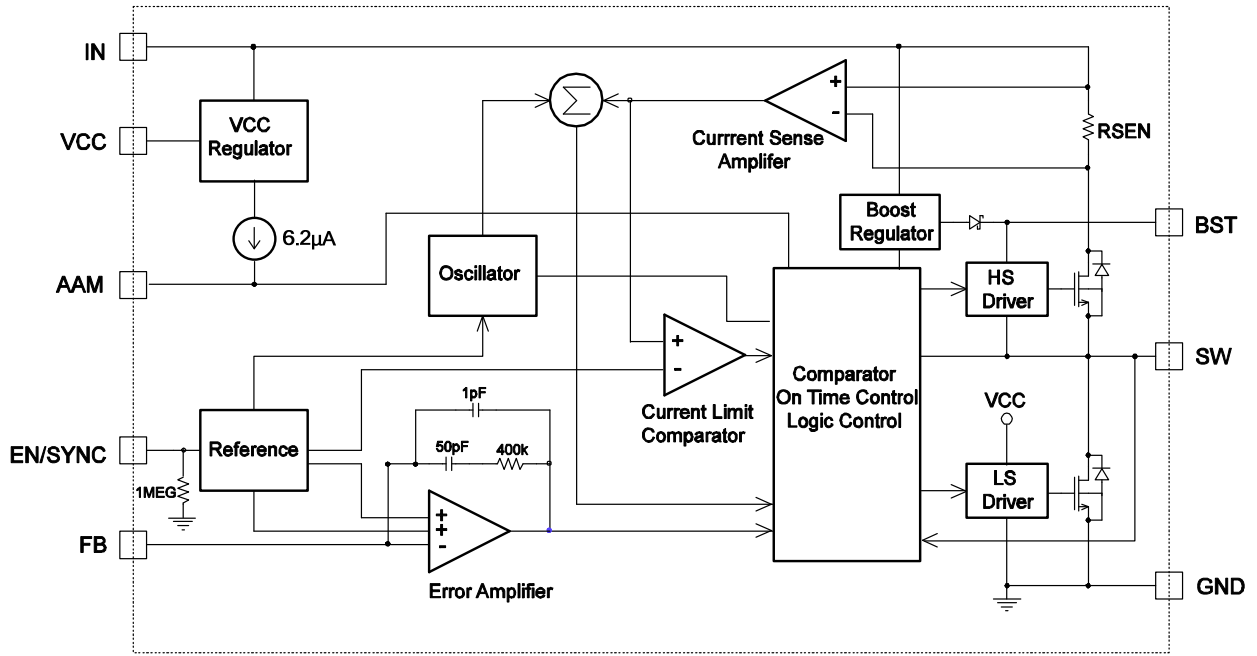 IN
VCC
VCC
Regulator
6.2µA
AAM
Oscillator
Σ
+
-
Currrent Sense
Amplifer
RSEN
Boost
Regulator
BST
HS
Driver
SW
+
-
Current Limit
Comparator
Comparator
On Time Control
Logic Control
VCC
LS
Driver
GND
EN/SYNC
1MEG
Reference
1pF
50pF
400k
FB
+
+
-
Error Amplifier